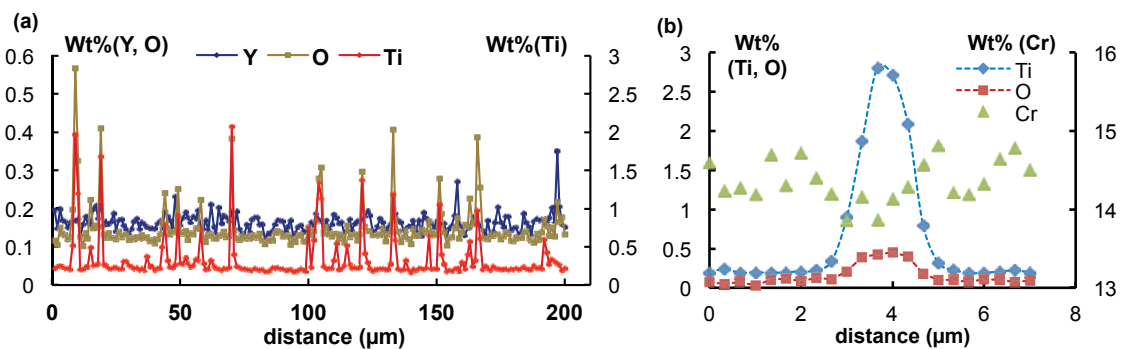 (a)
Wt%(Y, O)
Y
O
Ti
Wt%(Ti)
0.6
0.5
0.4
0.3
0.2
0.1
0
3
2.5
2
1.5
1
0.5
0
0
50
100
150
200
distance (µm)
(b)
Wt%
(Ti, O)
Wt% (Cr)
Ti
O
Cr
3
2.5
2
1.5
1
0.5
0
16
15
14
13
0
2
4
6
8
distance (µm)